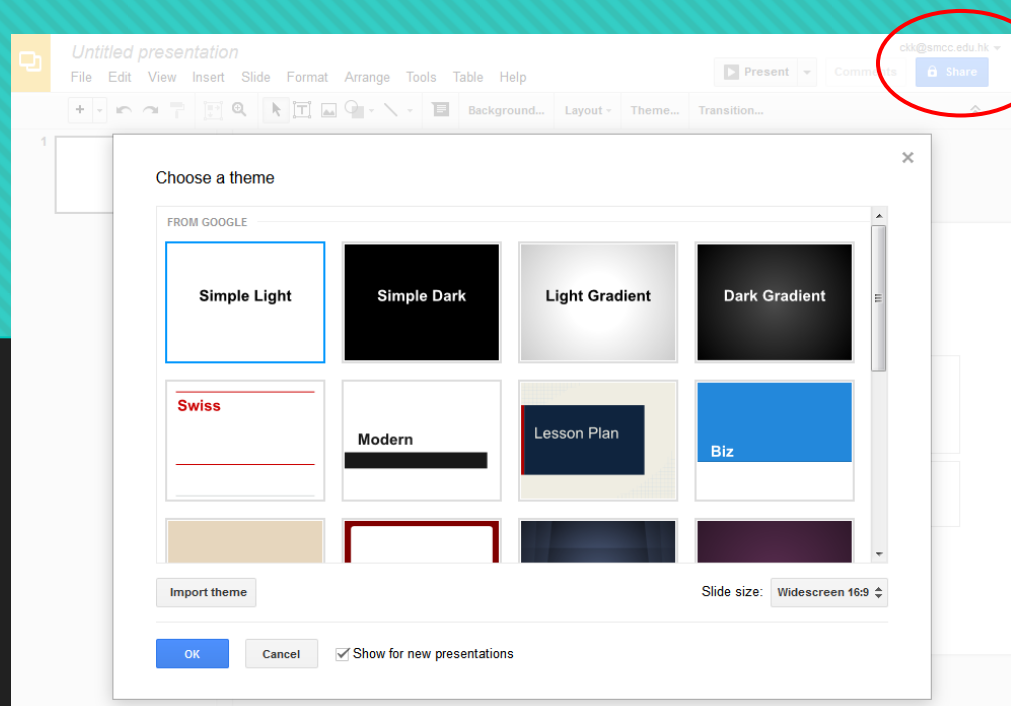 Untitled presentation
ckk@smcc.edu.hk
File Edit View Insert Slide Format Arrange Tools Table Help
Present
Comments
Share
Background... Layout Theme... Transition...
1
Choose a theme
FROM GOOGLE
Simple Light
Simple Dark
Light Gradient
Dark Gradient
Swiss
Modern
Lesson Plan
Biz
Import theme
Slide size: Widescreen 16:9
OK
Cancel
Show for new presentations